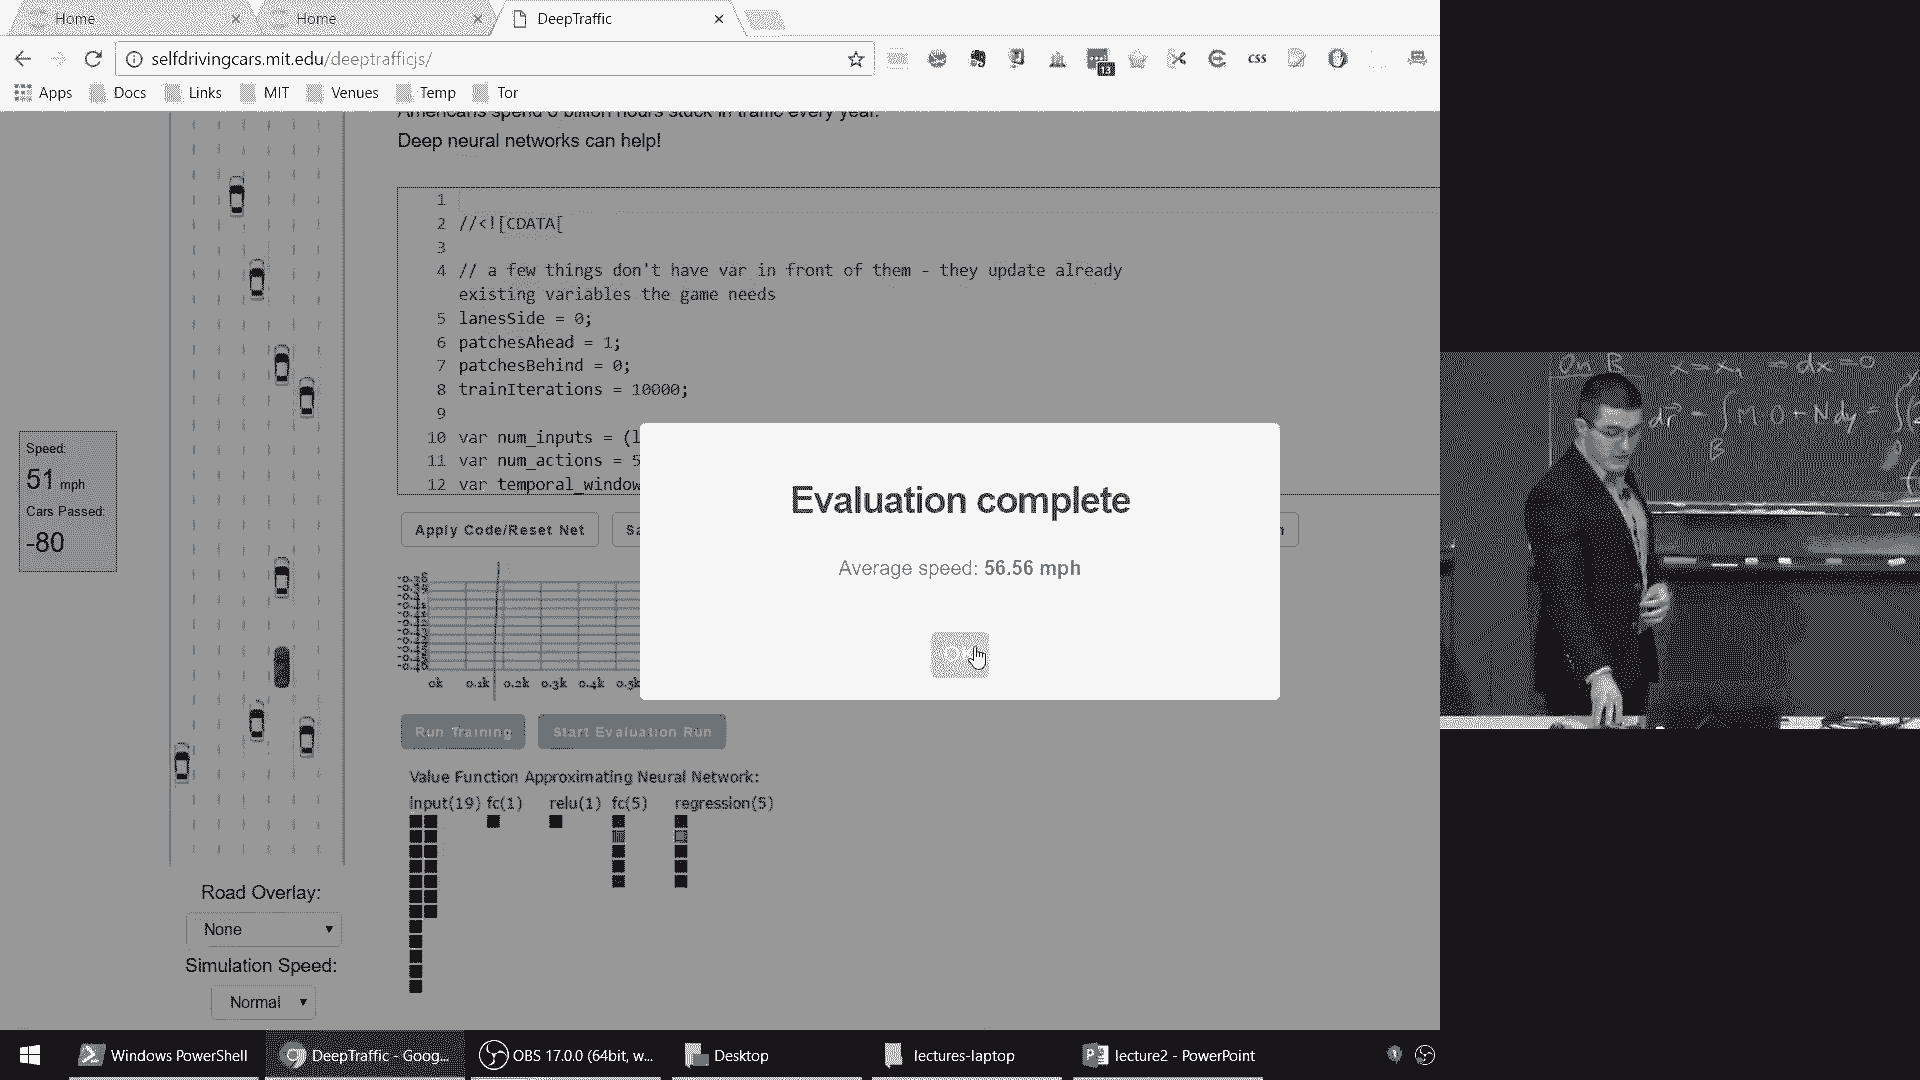 Home
Home
DeepTraffic
selfdrivingcars.mit.edu/deeptrafficjs/
13
css
Apps
Docs
Links
MIT
Venues
Temp
Tor
Americans spend 8 billion hours stuck in traffic every year.
Deep neural networks can help!
1
2 //<![CDATA[
3
4 // a few things don't have var in front of them - they update already
existing variables the game needs
5 lanesSide = 0;
6 patchesAhead = 1;
7 patchesBehind = 0;
8 trainIterations = 10000;
9
10 var num_inputs = (l
11 var num_actions = 5
12 var temporal_window
Speed:
51 mph
Cars Passed:
-80
Apply Code/Reset Net
Sa
Evaluation complete
Average speed: 56.56 mph
0k 0.1k 0.2k 0.3k 0.4k 0.5k
Run Training
Start Evaluation Run
Value Function Approximating Neural Network:
input(19) fc(1) relu(1) fc(5) regression(5)
Road Overlay:
None
Simulation Speed:
Normal
On B x=x₁ ⇒ dx=0
Windows PowerShell
DeepTraffic - Goog...
OBS 17.0.0 (64bit, w...
Desktop
lectures-laptop
lecture2 - PowerPoint